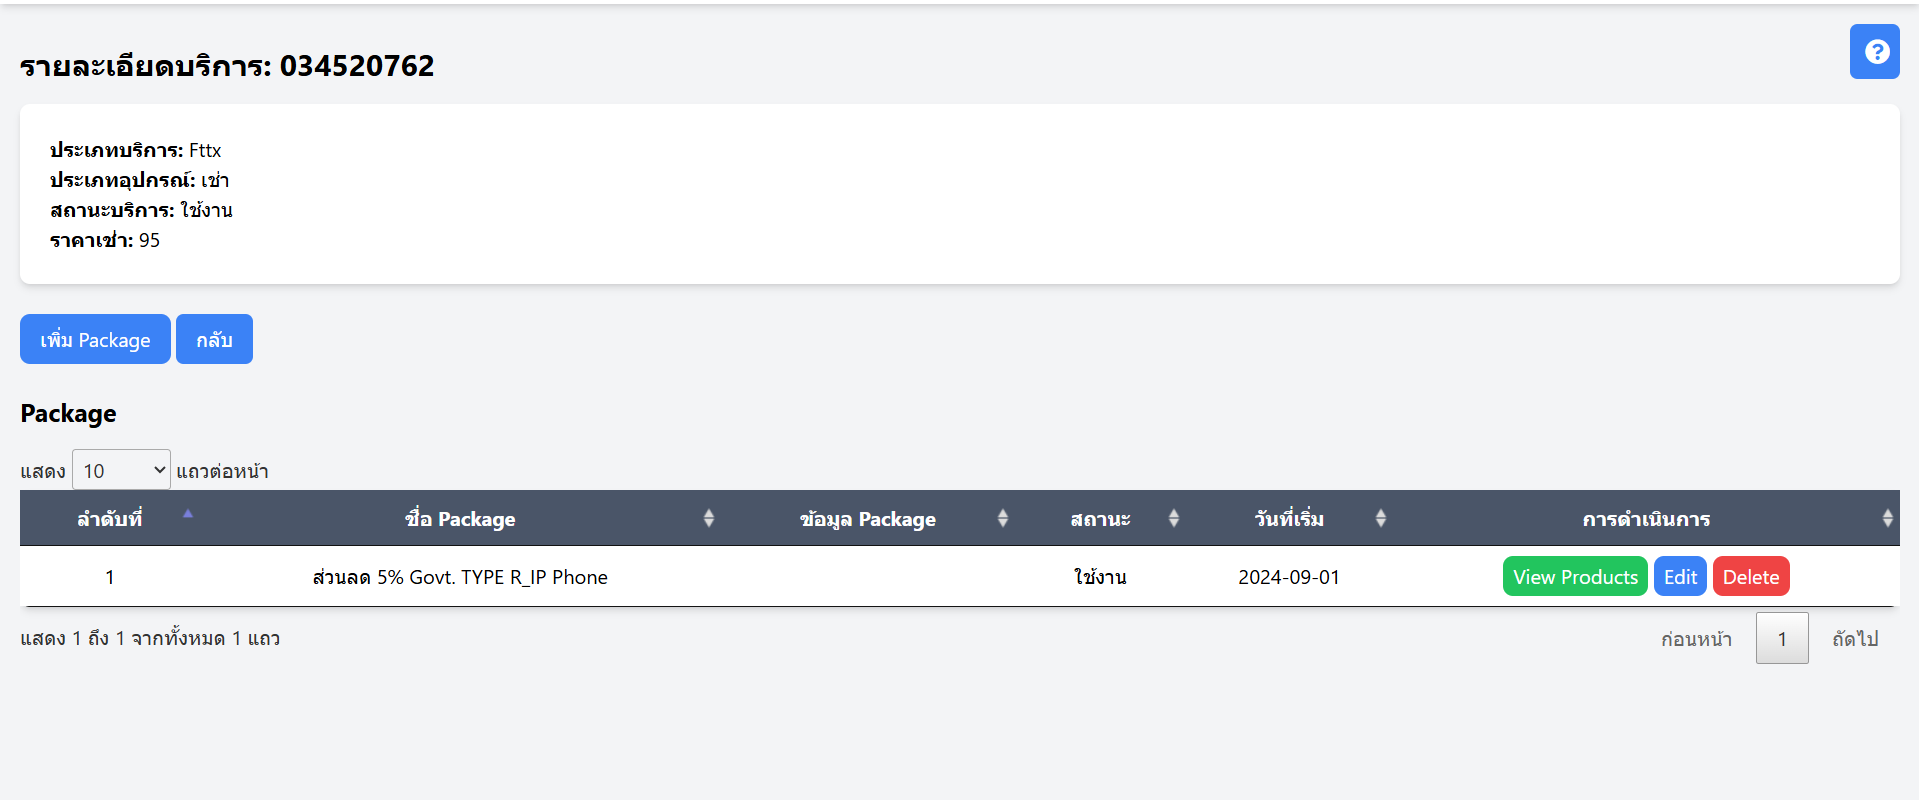 รายละเอียดบริการ: 034520762
?
ประเภทบริการ: Fttx
ประเภทอุปกรณ์: เช่า
สถานะบริการ: ใช้งาน
ราคาเช่า: 95
เพิ่ม Package กลับ
Package
แสดง 10 แถวต่อหน้า
ลำดับที่ ชื่อ Package ข้อมูล Package สถานะ วันที่เริ่ม การดำเนินการ
1 ส่วนลด 5% Govt. TYPE R_IP Phone ใช้งาน 2024-09-01 View Products Edit Delete
แสดง 1 ถึง 1 จากทั้งหมด 1 แถว ก่อนหน้า 1 ถัดไป